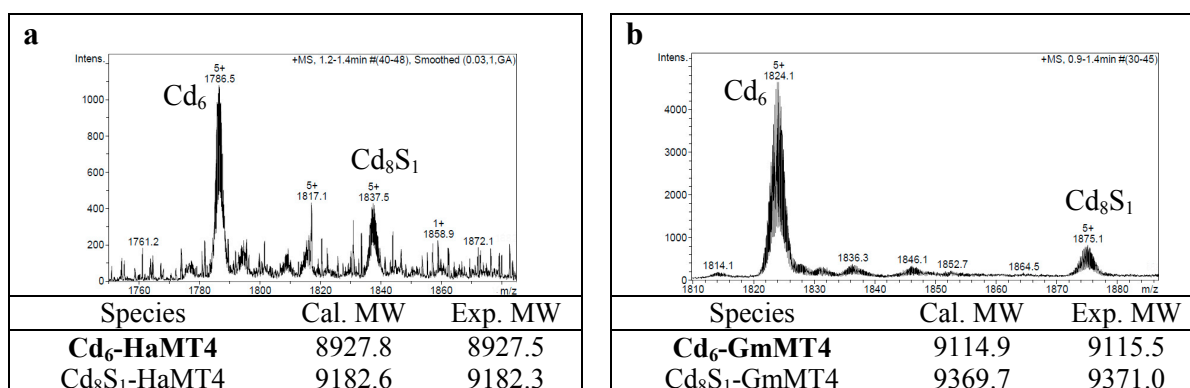 a
Intens.
+MS, 1.2-1.4min #(40-48), Smoothed (0.03,1,GA)
5+
1786.5
Cd6
1000
800
Cd8S1
600
5+
1817.1
5+
1837.5
400
1+
1858.9
200
1761.2
1872.1
0
1760 1780 1800 1820 1840 1860 m/z
Species Cal. MW Exp. MW
Cd6-HaMT4 8927.8 8927.5
Cd8S1-HaMT4 9182.6 9182.3
b
Intens.
+MS, 0.9-1.4min #(30-45)
5+
1824.1
Cd6
4000
3000
2000
Cd8S1
1000
5+
1875.1
1814.1
1836.3
1846.1
1852.7
1864.5
0
1810 1820 1830 1840 1850 1860 1870 1880 m/z
Species Cal. MW Exp. MW
Cd6-GmMT4 9114.9 9115.5
Cd8S1-GmMT4 9369.7 9371.0